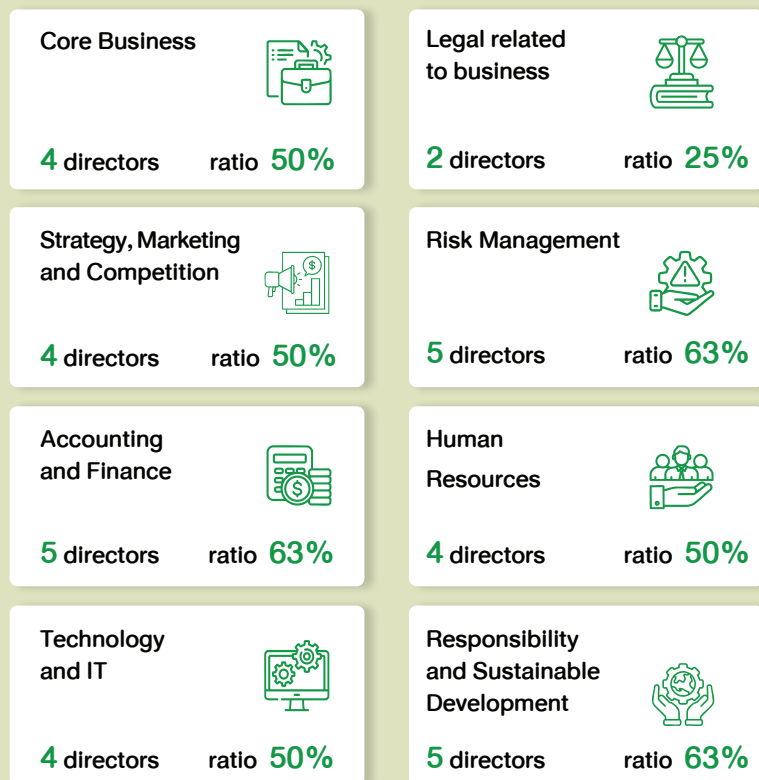 Core Business
4 directors ratio 50%
Legal related
to business
2 directors ratio 25%
Strategy, Marketing
and Competition
4 directors ratio 50%
Risk Management
5 directors ratio 63%
Accounting
and Finance
5 directors ratio 63%
Human
Resources
4 directors ratio 50%
Technology
and IT
4 directors ratio 50%
Responsibility
and Sustainable
Development
5 directors ratio 63%